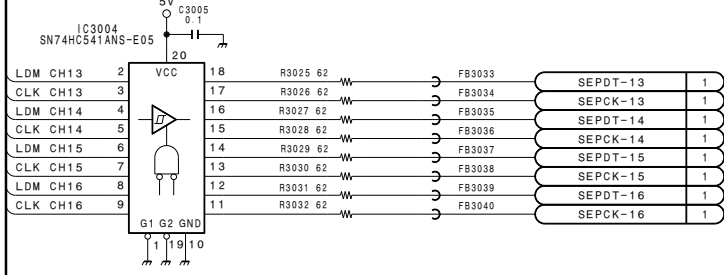 5V
C3005
0.1
IC3004
SN74HC541ANS-E05
20
VCC
LDM CH13 2 18 R3025 62 FB3033 SEPDT-13 1
CLK CH13 3 17 R3026 62 FB3034 SEPCK-13 1
LDM CH14 4 16 R3027 62 FB3035 SEPDT-14 1
CLK CH14 5 15 R3028 62 FB3036 SEPCK-14 1
LDM CH15 6 14 R3029 62 FB3037 SEPDT-15 1
CLK CH15 7 13 R3030 62 FB3038 SEPCK-15 1
LDM CH16 8 12 R3031 62 FB3039 SEPDT-16 1
CLK CH16 9 11 R3032 62 FB3040 SEPCK-16 1
G1 G2 GND
1 19 10